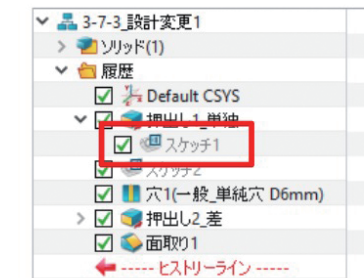 3-7-3_設計変更1
ソリッド(1)
履歴
Default CSYS
押出し1_単独
スケッチ1
スケッチ2
穴1(一般_単純穴 D6mm)
押出し2_差
面取り1
----- ヒストリーライン -----